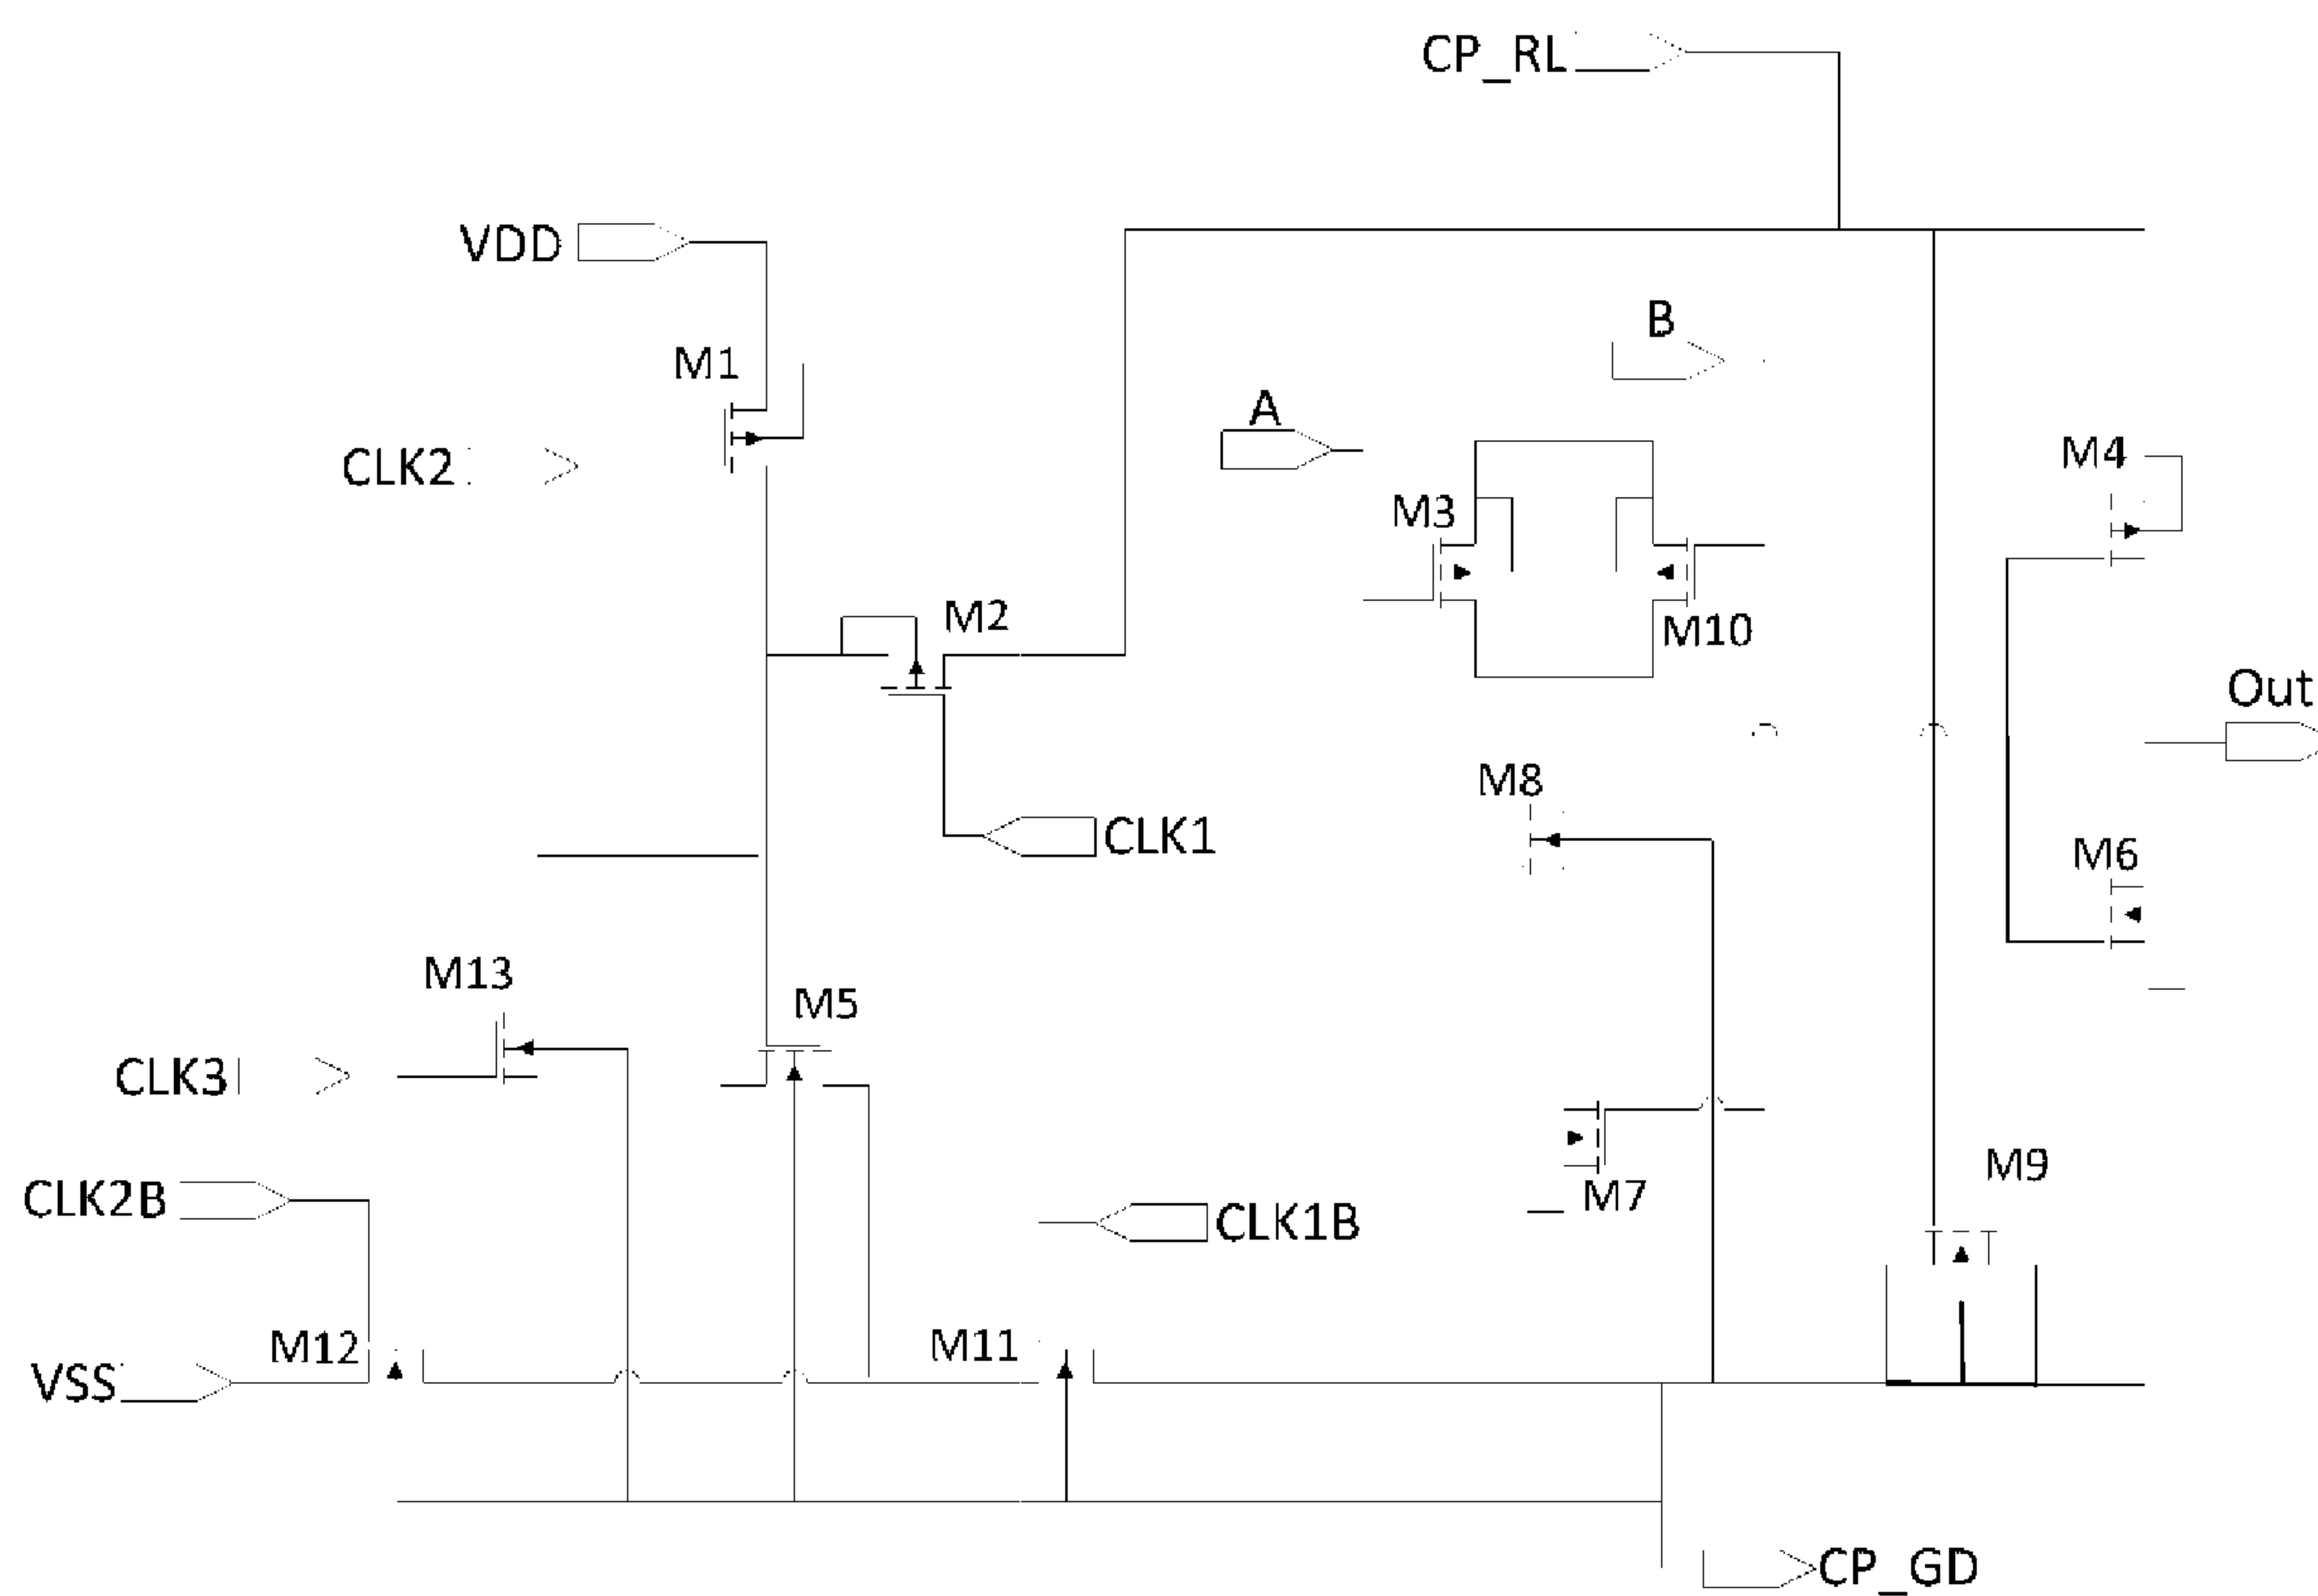 CP_RL
VDD
B
M1
A
M4
CLK2
M3
M2
M10
Out
M8
CLK1
M6
M13
M5
CLK3
M9
CLK2B
M7
CLK1B
M12
M11
VSS
CP_GD